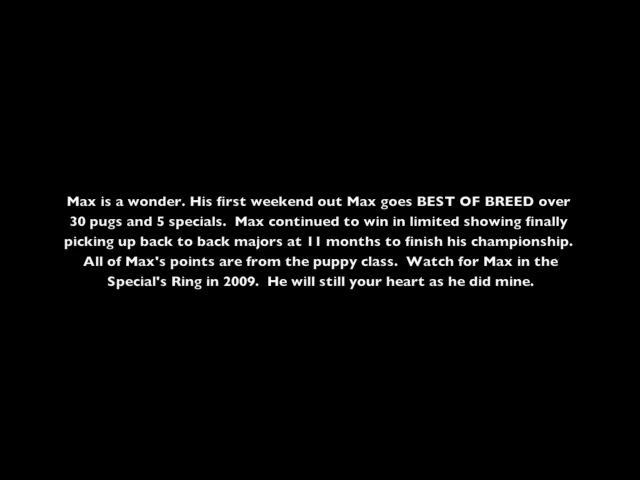 Max is a wonder. His first weekend out Max goes BEST OF BREED over
30 pugs and 5 specials.  Max continued to win in limited showing finally
picking up back to back majors at 11 months to finish his championship.
All of Max's points are from the puppy class.  Watch for Max in the
Special's Ring in 2009.  He will still your heart as he did mine.